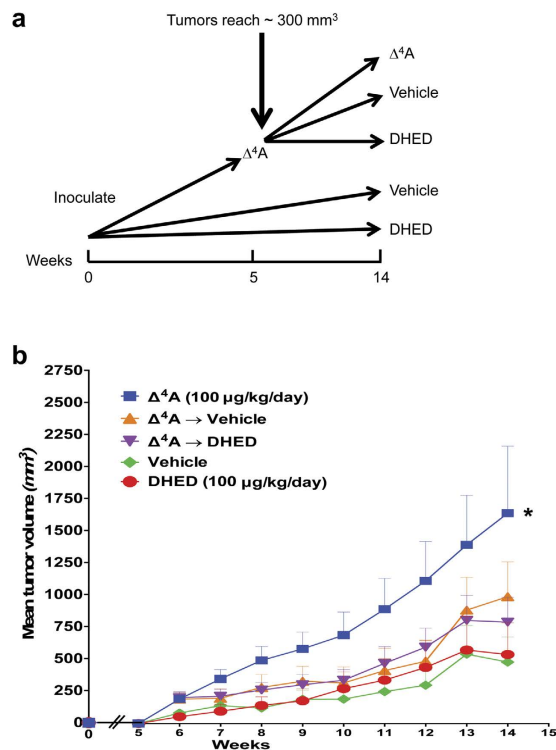 a
Tumors reach ~ 300 mm³
Δ⁴A
Vehicle
DHED
Δ⁴A
Inoculate
Vehicle
DHED
Weeks
0 5 14
b
2750
2500
2250
2000
1750
1500
1250
1000
750
500
250
0
Mean tumor volume (mm³)
Δ⁴A (100 µg/kg/day)
Δ⁴A → Vehicle
Δ⁴A → DHED
Vehicle
DHED (100 µg/kg/day)
*
0 5 6 7 8 9 10 11 12 13 14 15
Weeks